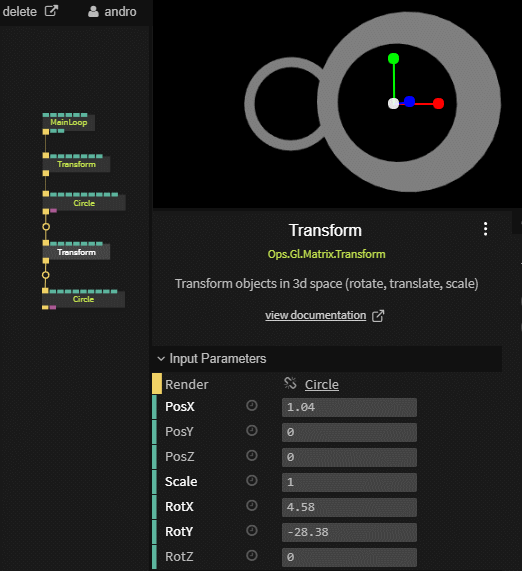 delete andro
MainLoop
Transform
Circle
Transform
Circle
Transform
Ops.Gl.Matrix.Transform
Transform objects in 3d space (rotate, translate, scale)
view documentation
Input Parameters
Render Circle
PosX 1.04
PosY 0
PosZ 0
Scale 1
RotX 4.58
RotY -28.38
RotZ 0